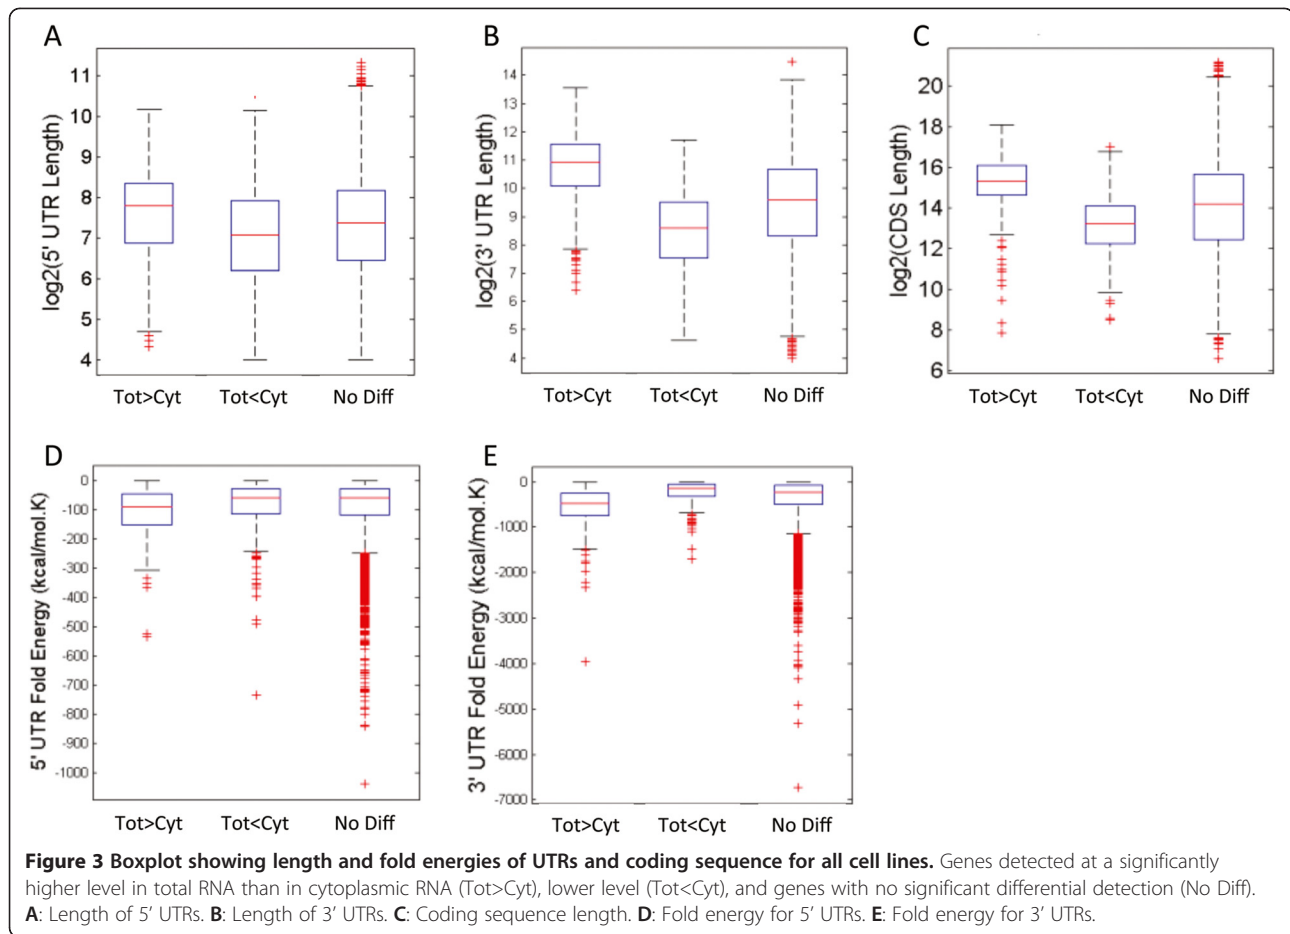 A
log2(5' UTR Length)
11
10
9
8
7
6
5
4
Tot>Cyt Tot<Cyt No Diff
B
log2(3' UTR Length)
14
13
12
11
10
9
8
7
6
5
4
Tot>Cyt Tot<Cyt No Diff
C
log2(CDS Length)
20
18
16
14
12
10
8
6
Tot>Cyt Tot<Cyt No Diff
D
5' UTR Fold Energy (kcal/mol.K)
0
-100
-200
-300
-400
-500
-600
-700
-800
-900
-1000
Tot>Cyt Tot<Cyt No Diff
E
3' UTR Fold Energy (kcal/mol.K)
0
-1000
-2000
-3000
-4000
-5000
-6000
-7000
Tot>Cyt Tot<Cyt No Diff
Figure 3 Boxplot showing length and fold energies of UTRs and coding sequence for all cell lines. Genes detected at a significantly
higher level in total RNA than in cytoplasmic RNA (Tot>Cyt), lower level (Tot<Cyt), and genes with no significant differential detection (No Diff).
A: Length of 5' UTRs. B: Length of 3' UTRs. C: Coding sequence length. D: Fold energy for 5' UTRs. E: Fold energy for 3' UTRs.